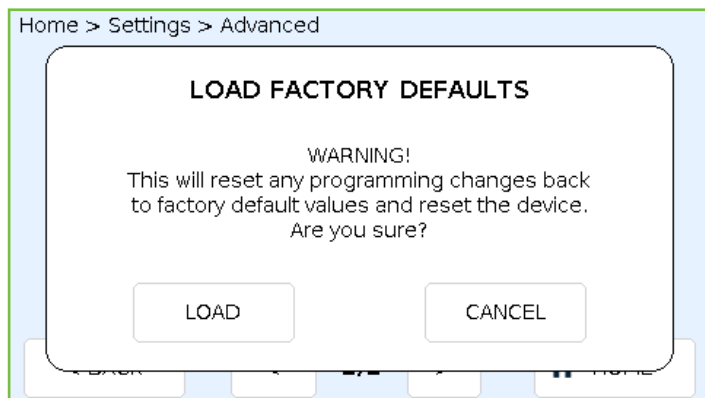 Home > Settings > Advanced
LOAD FACTORY DEFAULTS
WARNING!
This will reset any programming changes back
to factory default values and reset the device.
Are you sure?
LOAD CANCEL